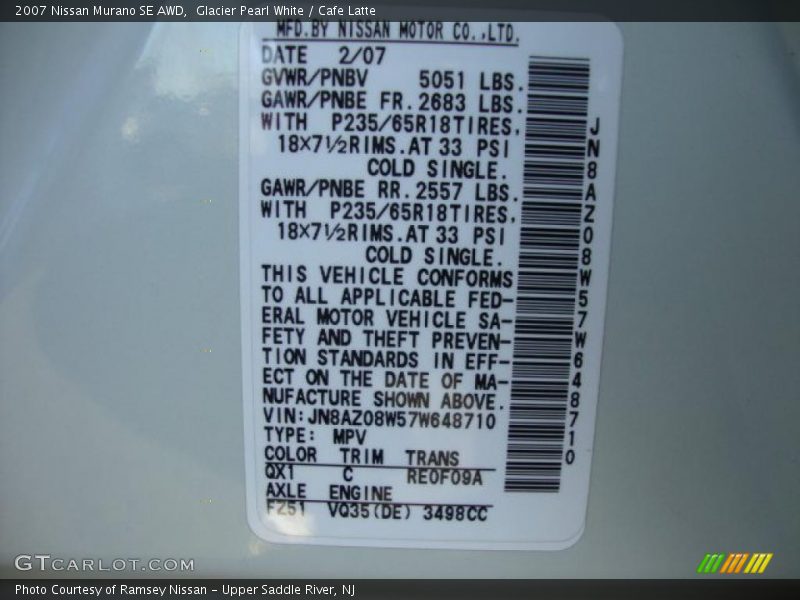 2007 Nissan Murano SE AWD,  Glacier Pearl White / Cafe Latte
MFD.BY NISSAN MOTOR CO.,LTD.
DATE 2/07
GVWR/PNBV 5051 LBS.
GAWR/PNBE FR.2683 LBS.
WITH P235/65R18TIRES,
18×7½RIMS.AT 33 PSI
COLD SINGLE.
GAWR/PNBE RR.2557 LBS.
WITH P235/65R18TIRES,
18×7½RIMS.AT 33 PSI
COLD SINGLE.
THIS VEHICLE CONFORMS
TO ALL APPLICABLE FED-
ERAL MOTOR VEHICLE SA-
FETY AND THEFT PREVEN-
TION STANDARDS IN EFF-
ECT ON THE DATE OF MA-
NUFACTURE SHOWN ABOVE.
VIN:JN8AZ08W57W648710
TYPE: MPV
COLOR TRIM TRANS
QX1 C RE0F09A
AXLE ENGINE
FZ51 VQ35(DE) 3498CC
JN8AZ08W57W648710
GTCARLOT.COM
Photo Courtesy of Ramsey Nissan - Upper Saddle River, NJ